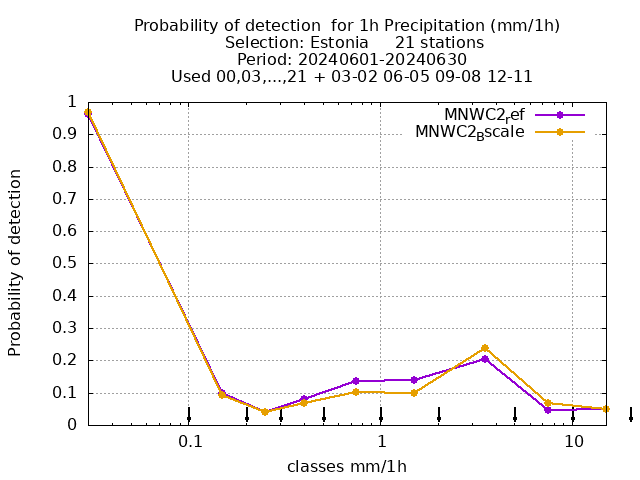 Probability of detection  for 1h Precipitation (mm/1h)
Selection: Estonia     21 stations
Period: 20240601-20240630
Used 00,03,...,21 + 03-02 06-05 09-08 12-11
MNWC2ref
MNWC2Bscale
1
0.9
0.8
0.7
0.6
0.5
0.4
0.3
0.2
0.1
0
Probability of detection
0.1 1 10
classes mm/1h